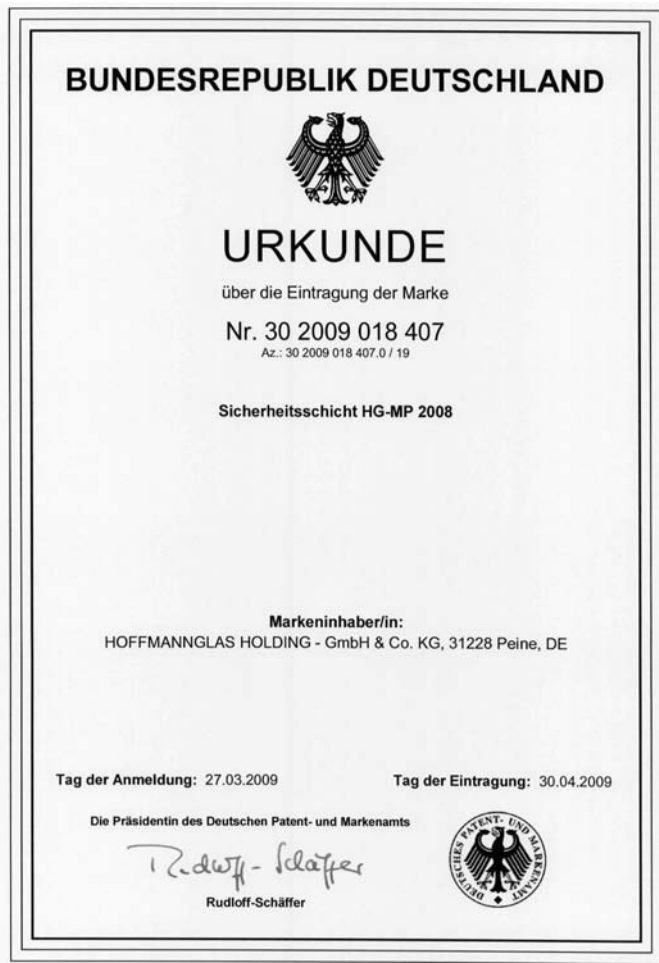 BUNDESREPUBLIK DEUTSCHLAND
URKUNDE
über die Eintragung der Marke
Nr. 30 2009 018 407
Az.: 30 2009 018 407.0 / 19
Sicherheitsschicht HG-MP 2008
Markeninhaber/in:
HOFFMANNGLAS HOLDING - GmbH & Co. KG, 31228 Peine, DE
Tag der Anmeldung: 27.03.2009
Tag der Eintragung: 30.04.2009
Die Präsidentin des Deutschen Patent- und Markenamts
Rudloff-Schäffer
Rudloff-Schäffer
DEUTSCHES PATENT- UND MARKENAMT